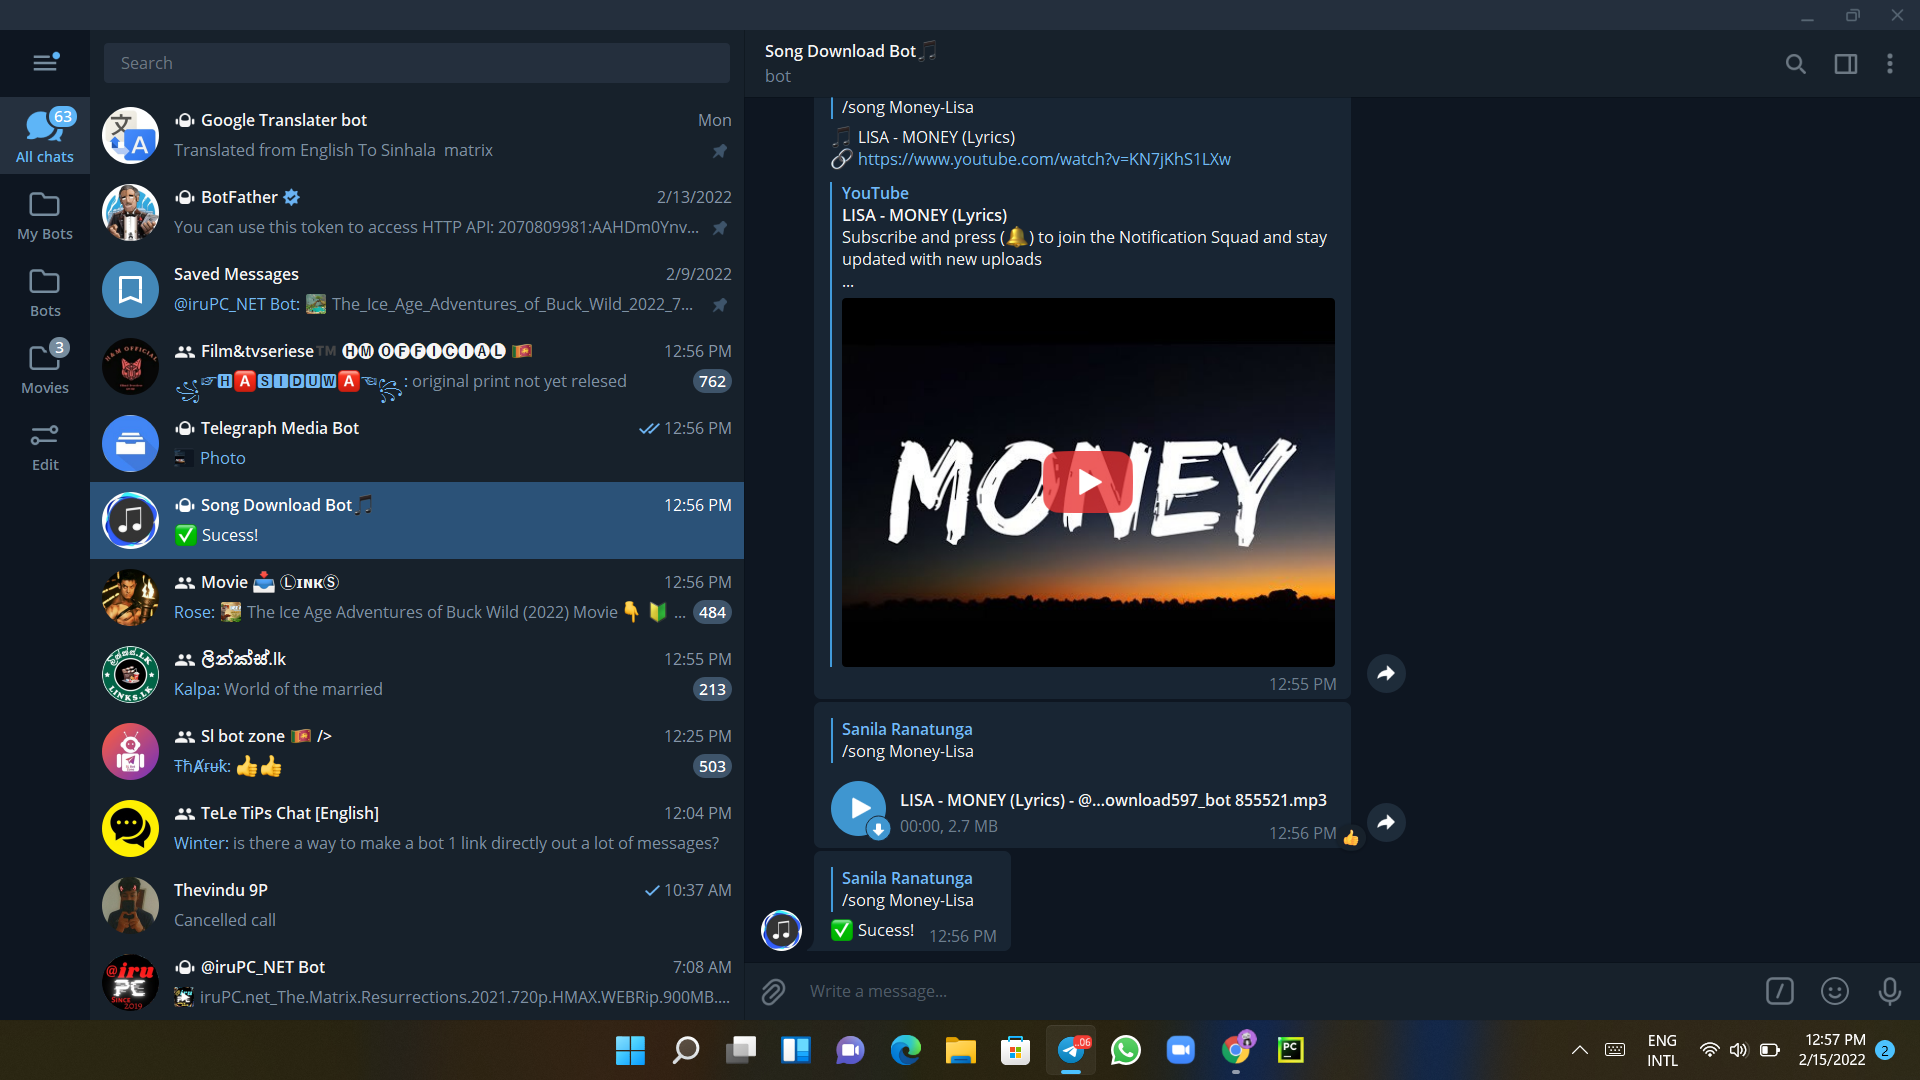 Search
Song Download Bot🎵
bot
63
All chats
My Bots
Bots
3
Movies
Edit
Google Translater bot
Mon
Translated from English To Sinhala matrix
BotFather
2/13/2022
You can use this token to access HTTP API: 2070809981:AAHDm0Ynv...
Saved Messages
2/9/2022
@iruPC_NET Bot: The_Ice_Age_Adventures_of_Buck_Wild_2022_7...
Film&tvseriese™️ 🅗🅜 🅞🅕🅕🅘🅒🅘🅐🅛 🇱🇰
12:56 PM
☞🅷🅰🆂🅸🅳🆄🆆🅰☜ : original print not yet relesed
762
Telegraph Media Bot
12:56 PM
Photo
Song Download Bot🎵
12:56 PM
✅ Sucess!
Movie 📥 ⓁɪɴᴋⓈ
12:56 PM
Rose: The Ice Age Adventures of Buck Wild (2022) Movie 👇 🔰 ...
484
ලින්ක්ස්.lk
12:55 PM
Kalpa: World of the married
213
Sl bot zone 🇱🇰 />
12:25 PM
👍👍
503
TeLe TiPs Chat [English]
12:04 PM
Winter: is there a way to make a bot 1 link directly out a lot of messages?
Thevindu 9P
10:37 AM
Cancelled call
@iruPC_NET Bot
7:08 AM
iruPC.net_The.Matrix.Resurrections.2021.720p.HMAX.WEBRip.900MB....
/song Money-Lisa
🎵 LISA - MONEY (Lyrics)
🔗 https://www.youtube.com/watch?v=KN7jKhS1LXw
YouTube
LISA - MONEY (Lyrics)
Subscribe and press (🔔) to join the Notification Squad and stay
updated with new uploads
...
MONEY
12:55 PM
Sanila Ranatunga
/song Money-Lisa
LISA - MONEY (Lyrics) - @...ownload597_bot 855521.mp3
00:00, 2.7 MB
12:56 PM
👍
Sanila Ranatunga
/song Money-Lisa
✅ Sucess!
12:56 PM
Write a message...
.06
PC
ENG
INTL
12:57 PM
2/15/2022
2